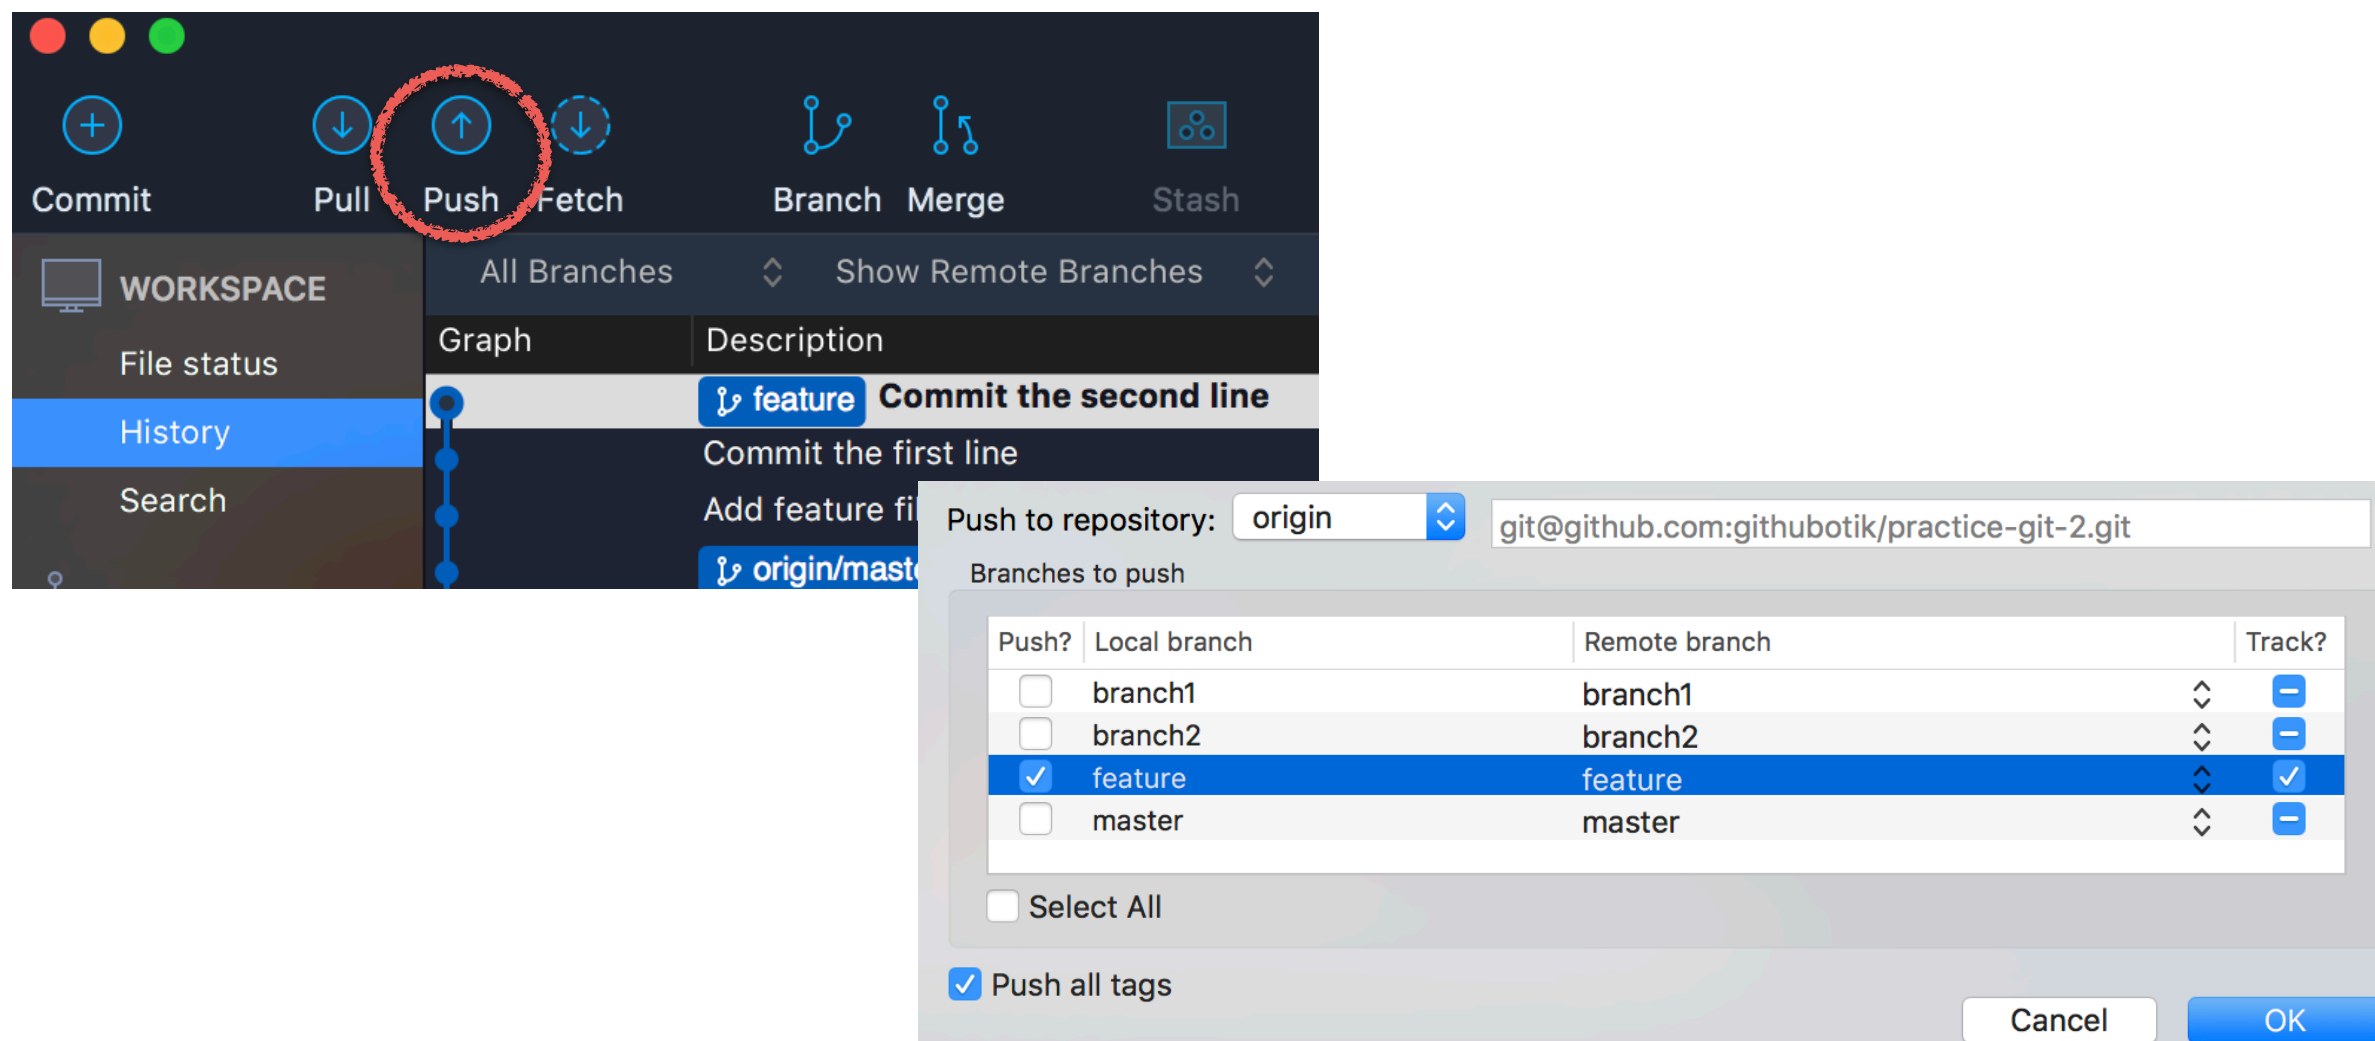 Commit Pull Push Fetch Branch Merge Stash
WORKSPACE
File status
History
Search
All Branches Show Remote Branches
Graph Description
feature Commit the second line
Commit the first line
Add feature
Push to repository: origin git@github.com:githubotik/practice-git-2.git
Branches to push
Push? Local branch Remote branch Track?
branch1 branch1
branch2 branch2
feature feature
master master
Select All
Push all tags
Cancel OK